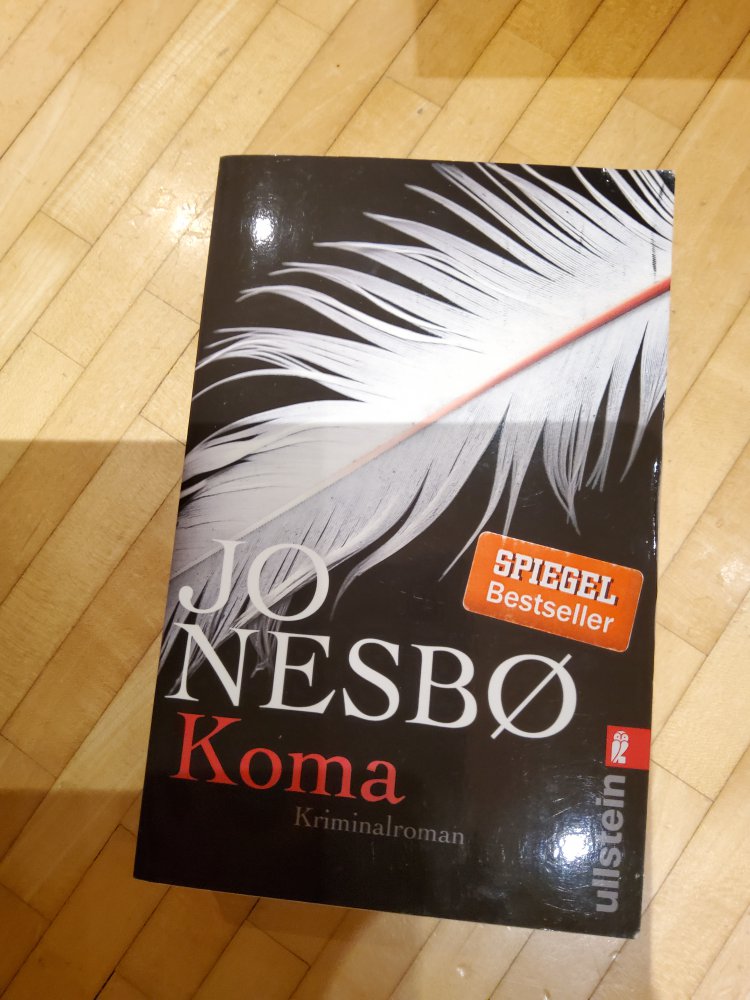 JO
NESBØ
Koma
Kriminalroman
SPIEGEL
Bestseller
ullstein